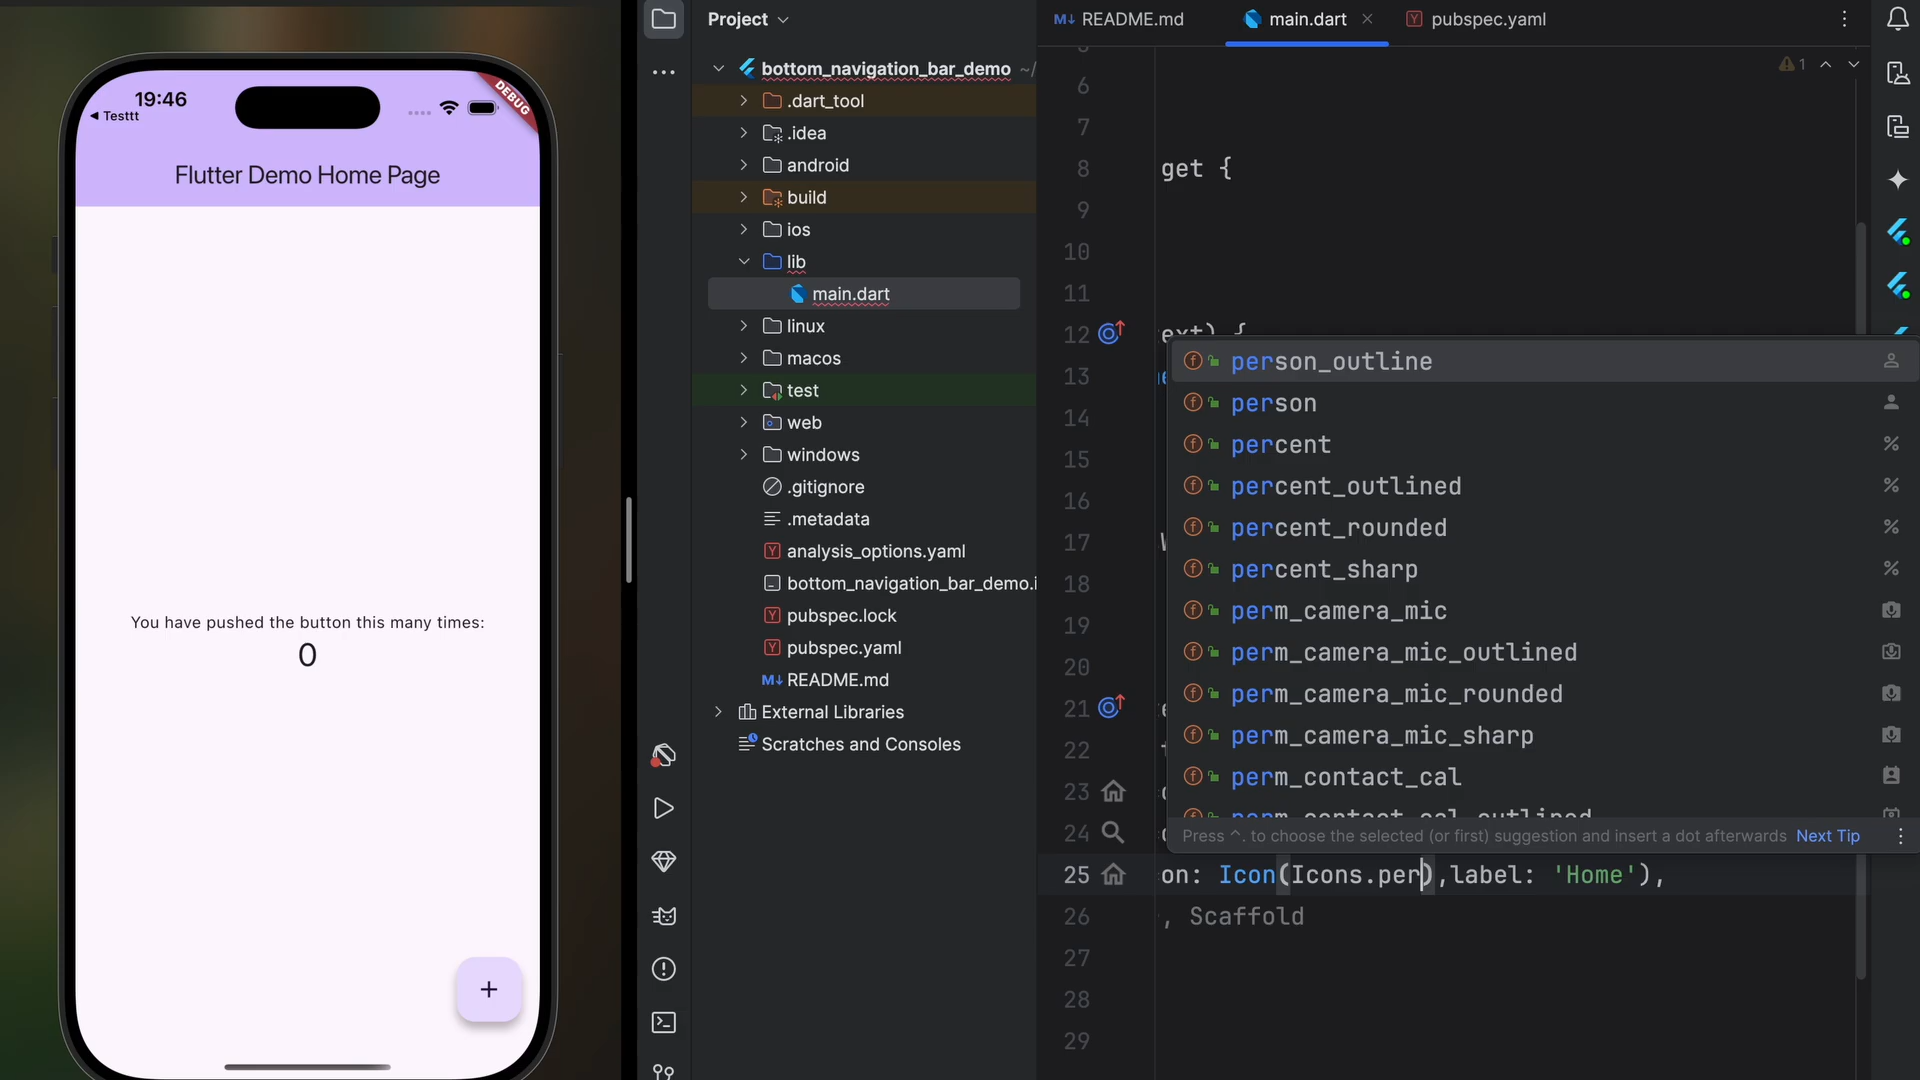 19:46
◀ Testtt
DEBUG
Flutter Demo Home Page
You have pushed the button this many times:
0
+
Project
bottom_navigation_bar_demo ~/
.dart_tool
.idea
android
build
ios
lib
main.dart
linux
macos
test
web
windows
.gitignore
.metadata
analysis_options.yaml
bottom_navigation_bar_demo.i
pubspec.lock
pubspec.yaml
README.md
External Libraries
Scratches and Consoles
README.md
main.dart
pubspec.yaml
1
6
7
8 get {
9
10
11
12 ext) {
13
14
15
16
17
18
19
20
21
22
23
24
person_outline
person
percent
percent_outlined
percent_rounded
percent_sharp
perm_camera_mic
perm_camera_mic_outlined
perm_camera_mic_rounded
perm_camera_mic_sharp
perm_contact_cal
perm_contact_cal_outlined
Press ^. to choose the selected (or first) suggestion and insert a dot afterwards Next Tip
25 on: Icon(Icons.per),label: 'Home'),
26 , Scaffold
27
28
29